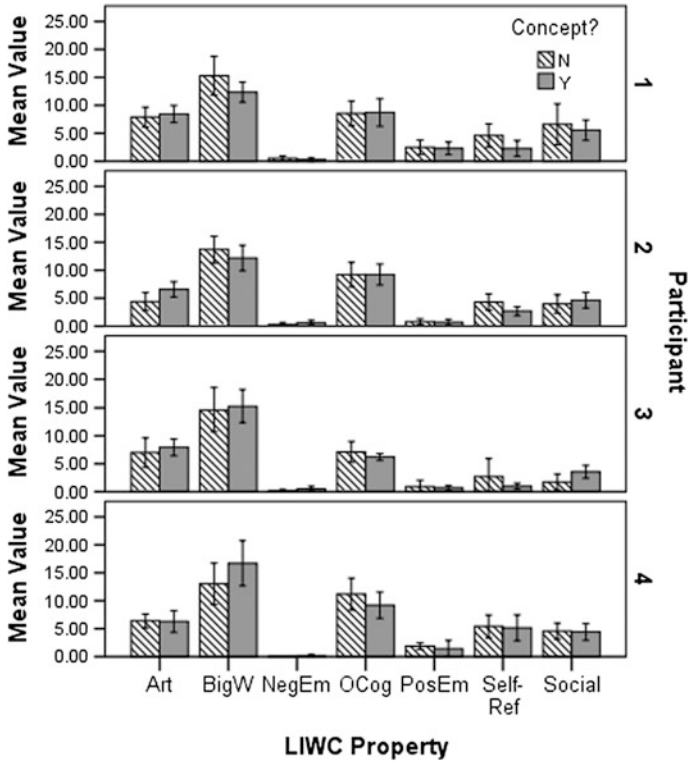 Concept?
N
Y
Mean Value
25.00
20.00
15.00
10.00
5.00
0.00
1
Mean Value
25.00
20.00
15.00
10.00
5.00
0.00
2
Participant
Mean Value
25.00
20.00
15.00
10.00
5.00
0.00
3
Mean Value
25.00
20.00
15.00
10.00
5.00
0.00
4
Art BigW NegEm OCog PosEm Self- Social
Ref
LIWC Property